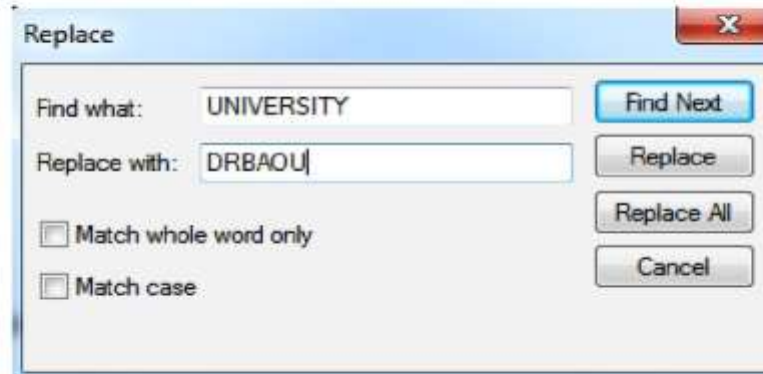 Replace
Find what: UNIVERSITY Find Next
Replace with: DRBAOU Replace
Replace All
Match whole word only
Cancel
Match case